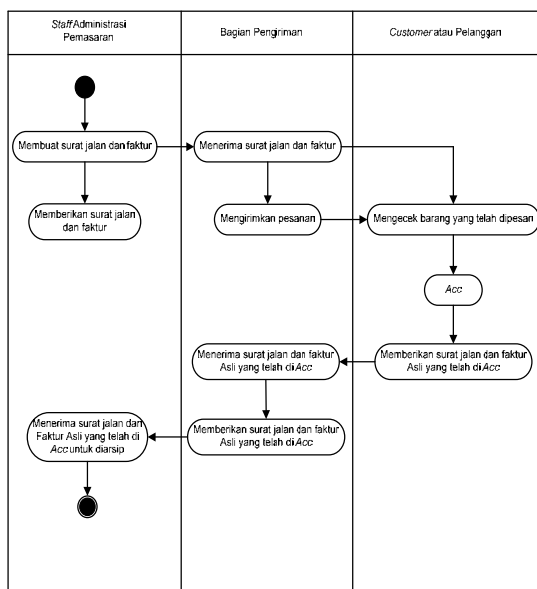 Staff Administrasi
Pemasaran
Bagian Pengiriman
Customer atau Pelanggan
Membuat surat jalan dan faktur
Menerima surat jalan dan faktur
Memberikan surat jalan
dan faktur
Mengirimkan pesanan
Mengecek barang yang telah dipesan
Acc
Menerima surat jalan dan faktur
Asli yang telah di Acc
Memberikan surat jalan dan faktur
Asli yang telah di Acc
Menerima surat jalan dan
Faktur Asli yang telah di
Acc untuk diarsip
Memberikan surat jalan dan faktur
Asli yang telah di Acc